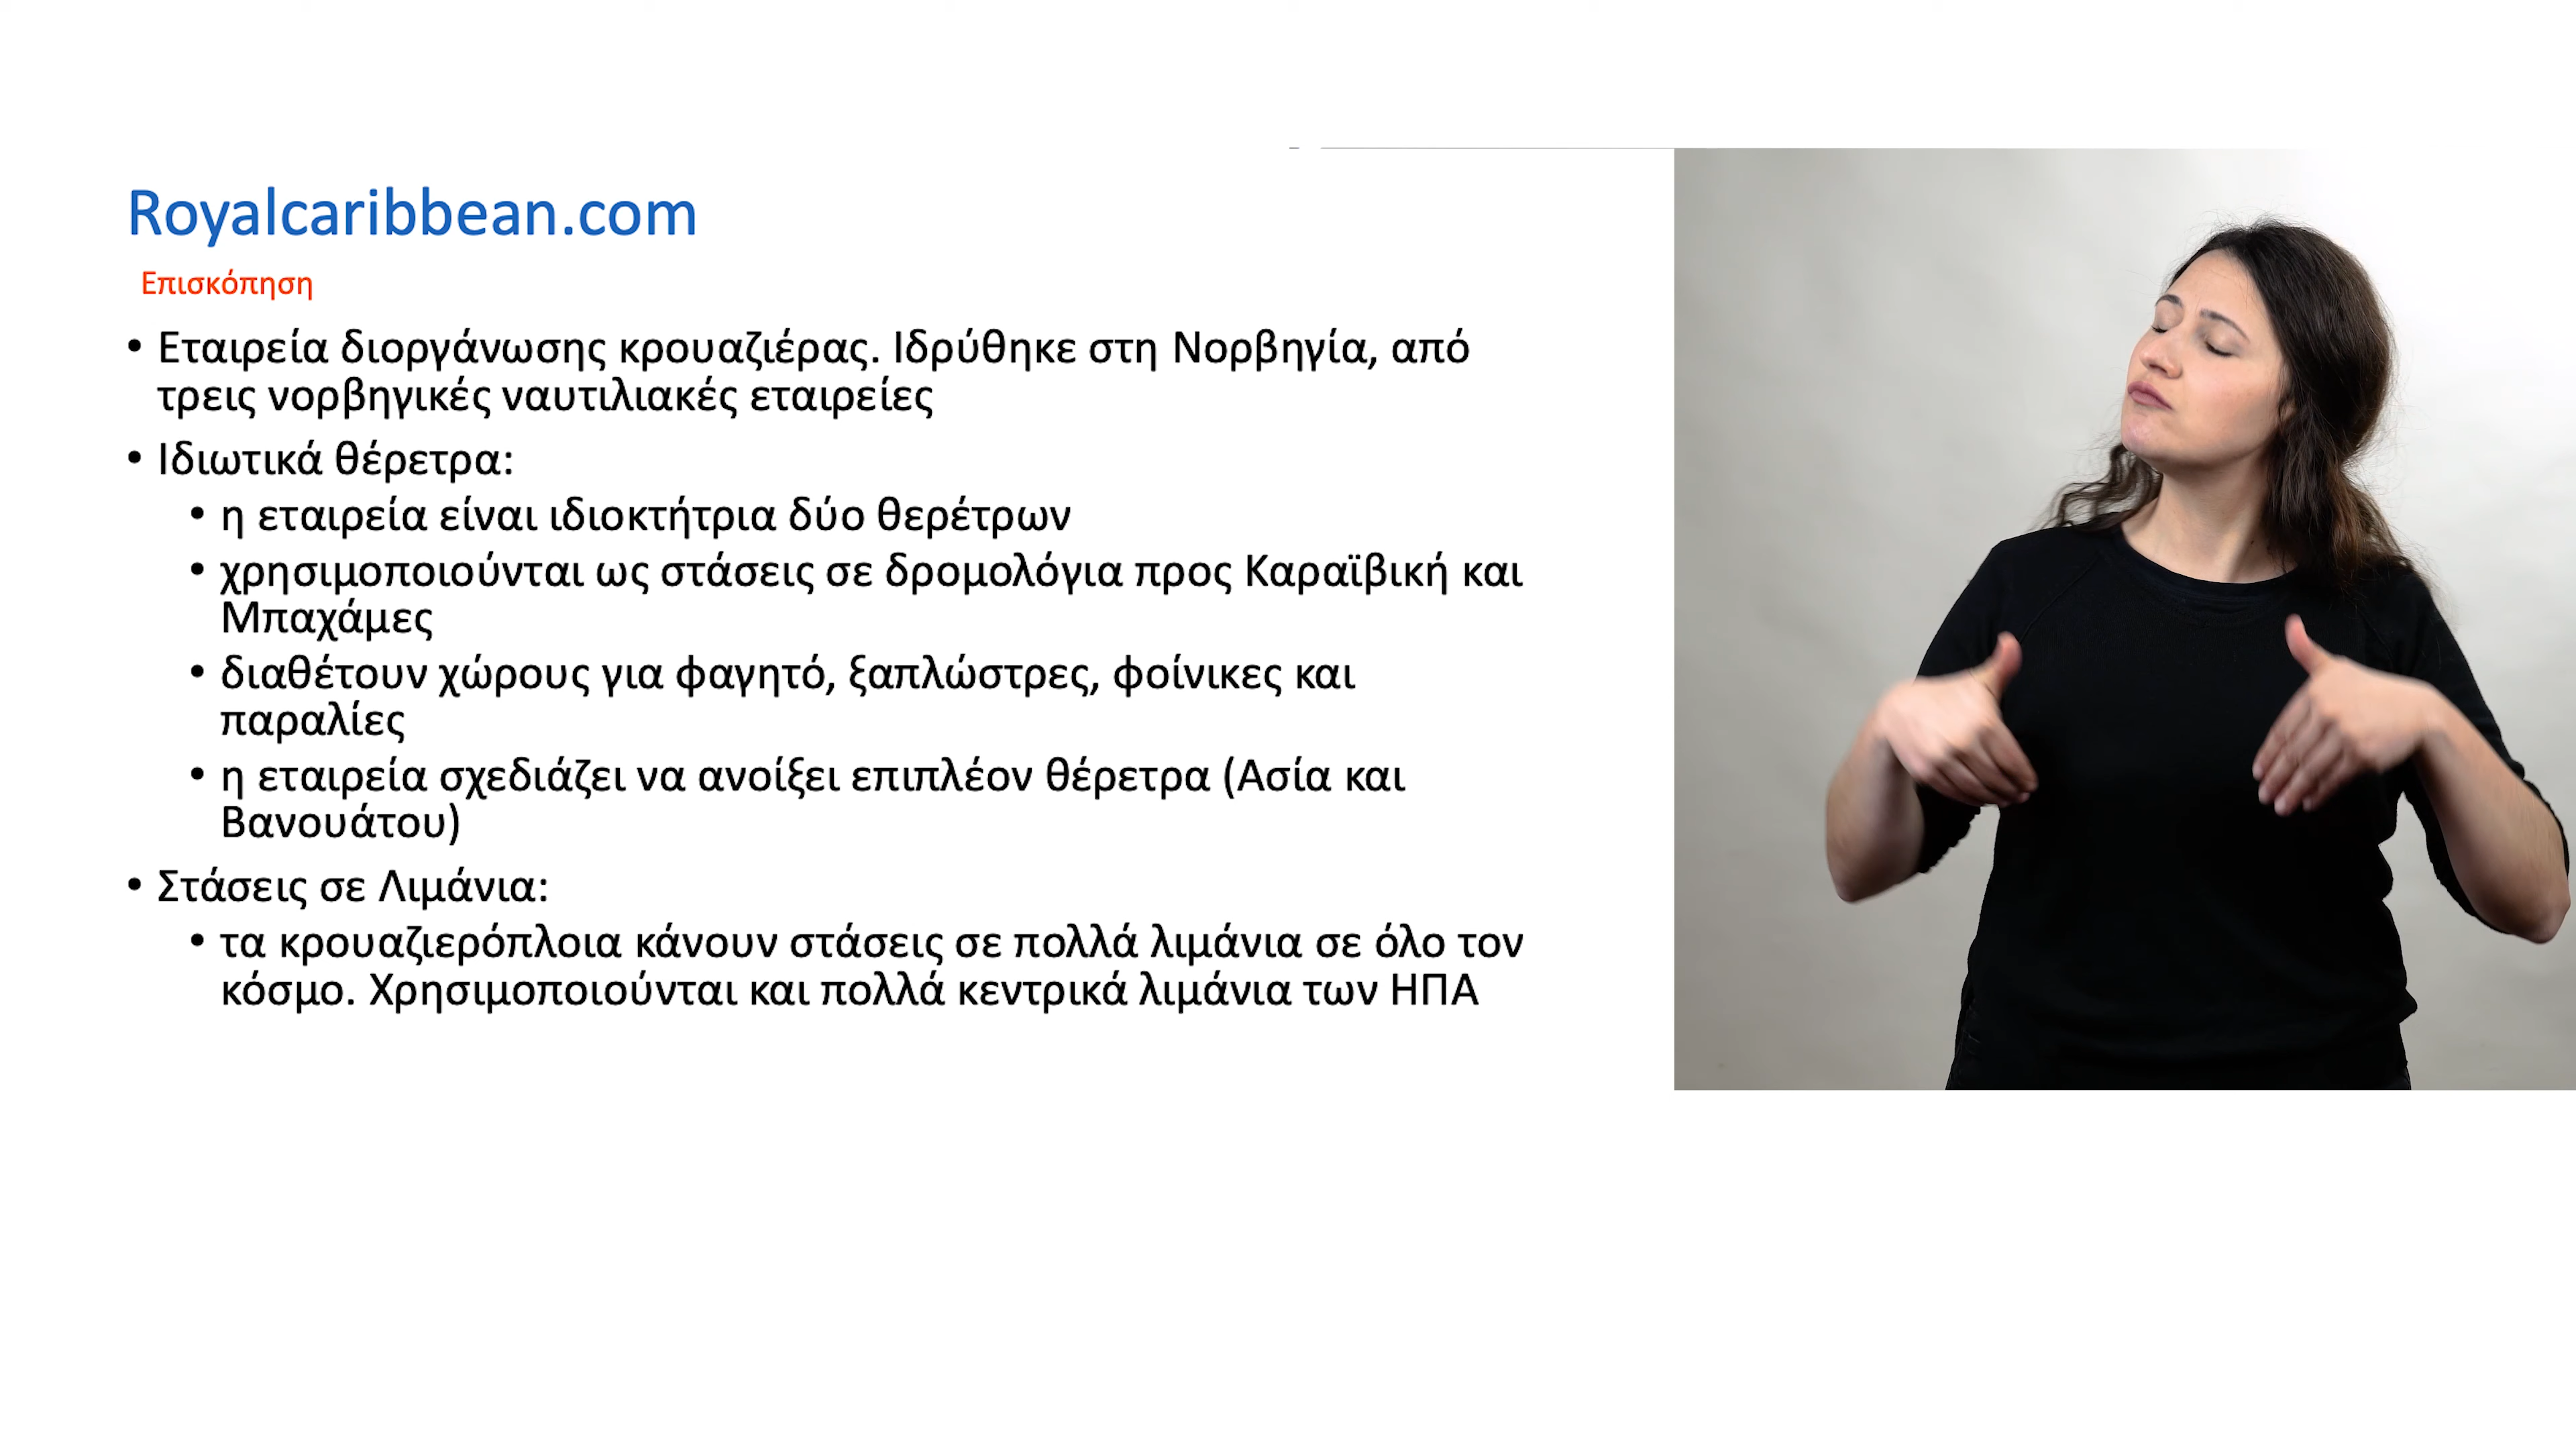 Royalcaribbean.com
Επισκόπηση
• Εταιρεία διοργάνωσης κρουαζιέρας. Ιδρύθηκε στη Νορβηγία, από
τρεις νορβηγικές ναυτιλιακές εταιρείες
• Ιδιωτικά θέρετρα:
• η εταιρεία είναι ιδιοκτήτρια δύο θερέτρων
• χρησιμοποιούνται ως στάσεις σε δρομολόγια προς Καραϊβική και
Μπαχάμες
• διαθέτουν χώρους για φαγητό, ξαπλώστρες, φοίνικες και
παραλίες
• η εταιρεία σχεδιάζει να ανοίξει επιπλέον θέρετρα (Ασία και
Βανουάτου)
• Στάσεις σε Λιμάνια:
• τα κρουαζιερόπλοια κάνουν στάσεις σε πολλά λιμάνια σε όλο τον
κόσμο. Χρησιμοποιούνται και πολλά κεντρικά λιμάνια των ΗΠΑ